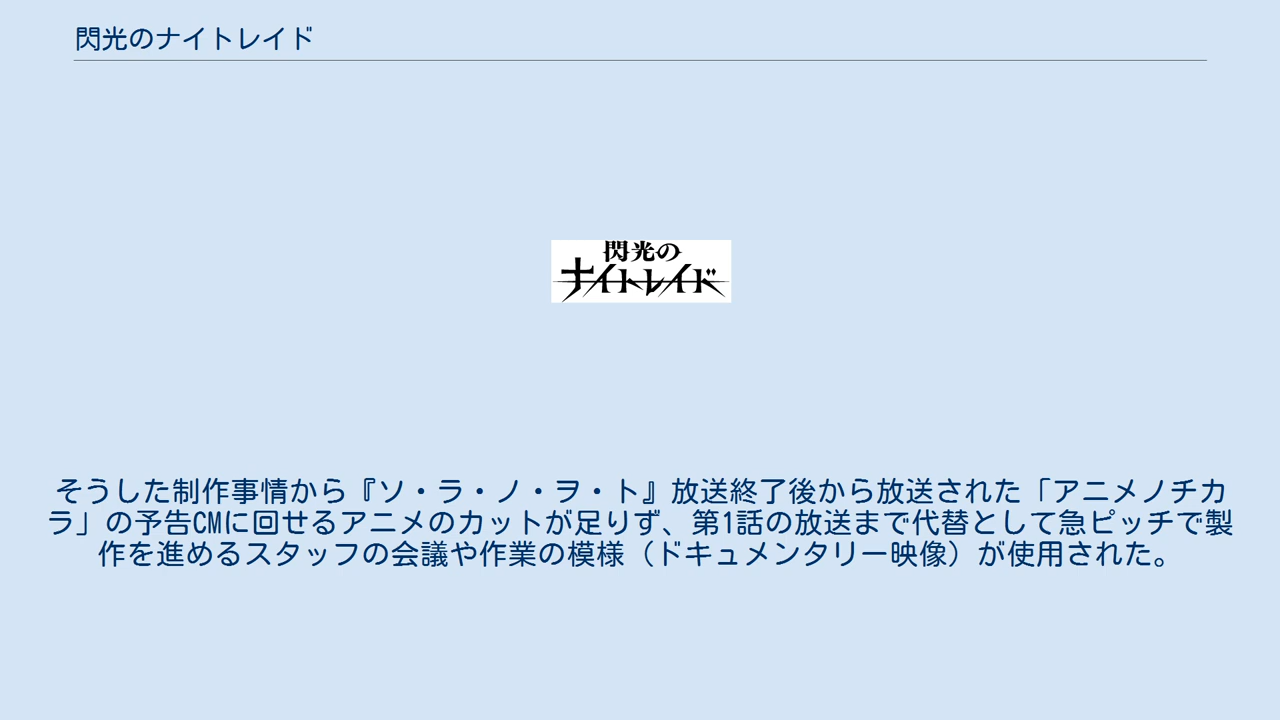 閃光のナイトレイド
閃光の
ナイトレイド
そうした制作事情から『ソ・ラ・ノ・ヲ・ト』放送終了後から放送された「アニメノチカ
ラ」の予告CMに回せるアニメのカットが足りず、第1話の放送まで代替として急ピッチで製
作を進めるスタッフの会議や作業の模様（ドキュメンタリー映像）が使用された。